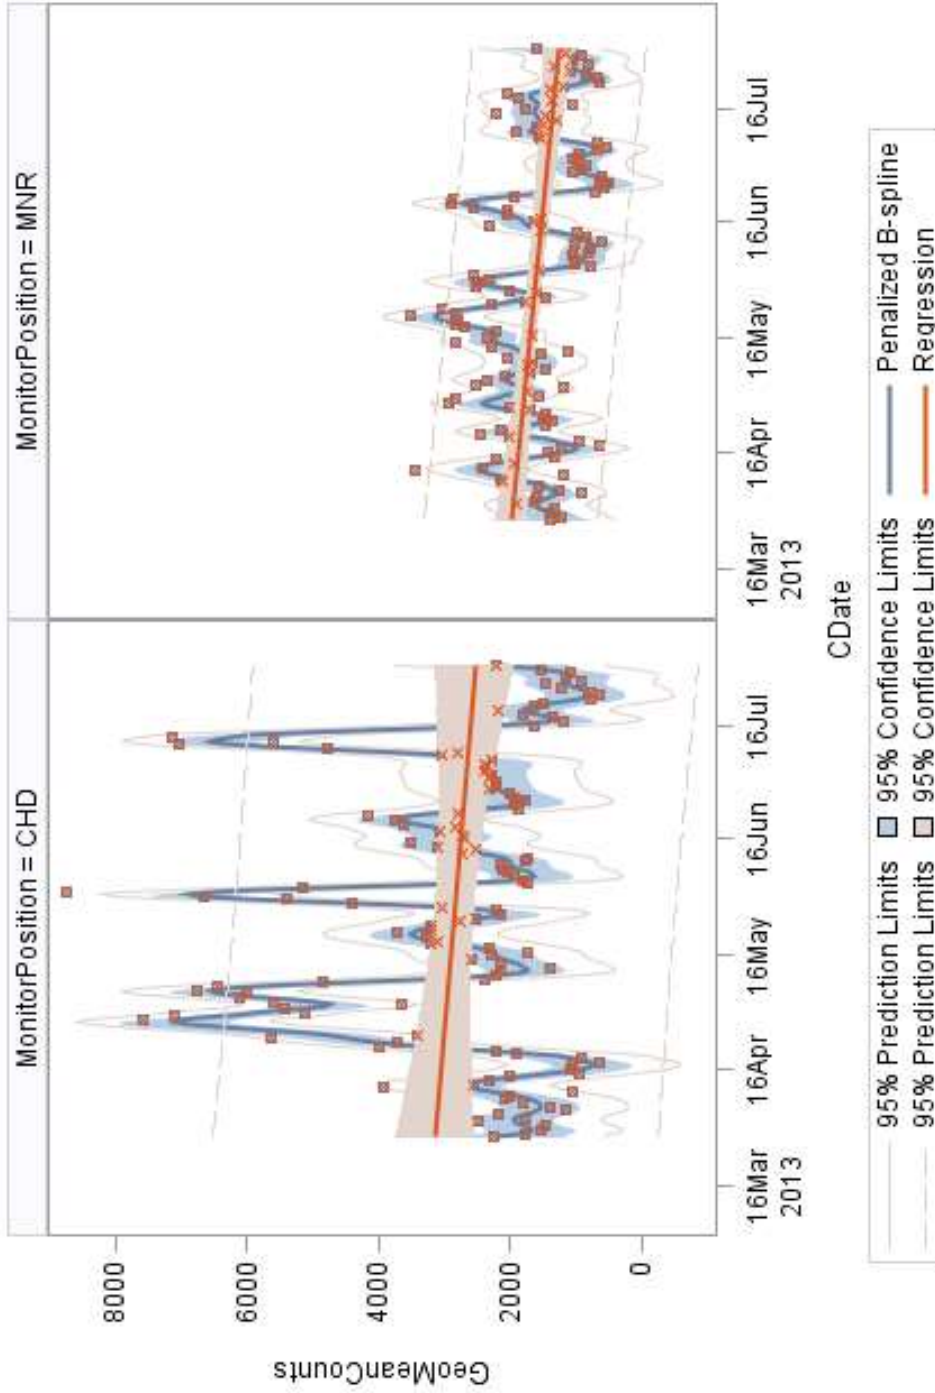 MonitorPosition = CHD
MonitorPosition = MNR
GeoMeanCounts
8000
6000
4000
2000
0
16Mar
2013
16Apr
16May
16Jun
16Jul
16Mar
2013
16Apr
16May
16Jun
16Jul
CDate
95% Prediction Limits
95% Confidence Limits
Penalized B-spline
95% Prediction Limits
95% Confidence Limits
Regression